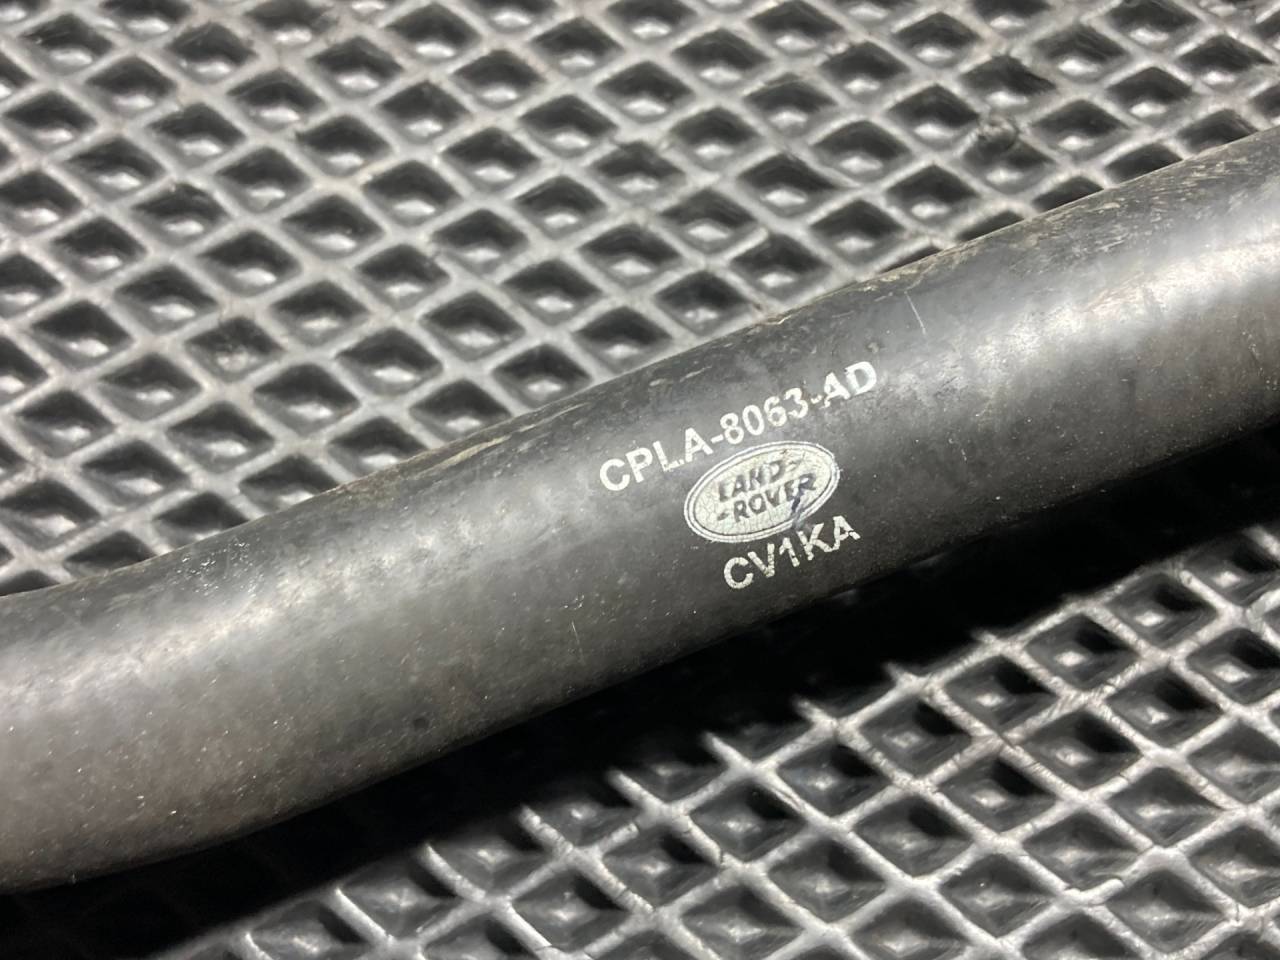 CPLA-8063-AD
LAND-
-ROVER
CV1KA